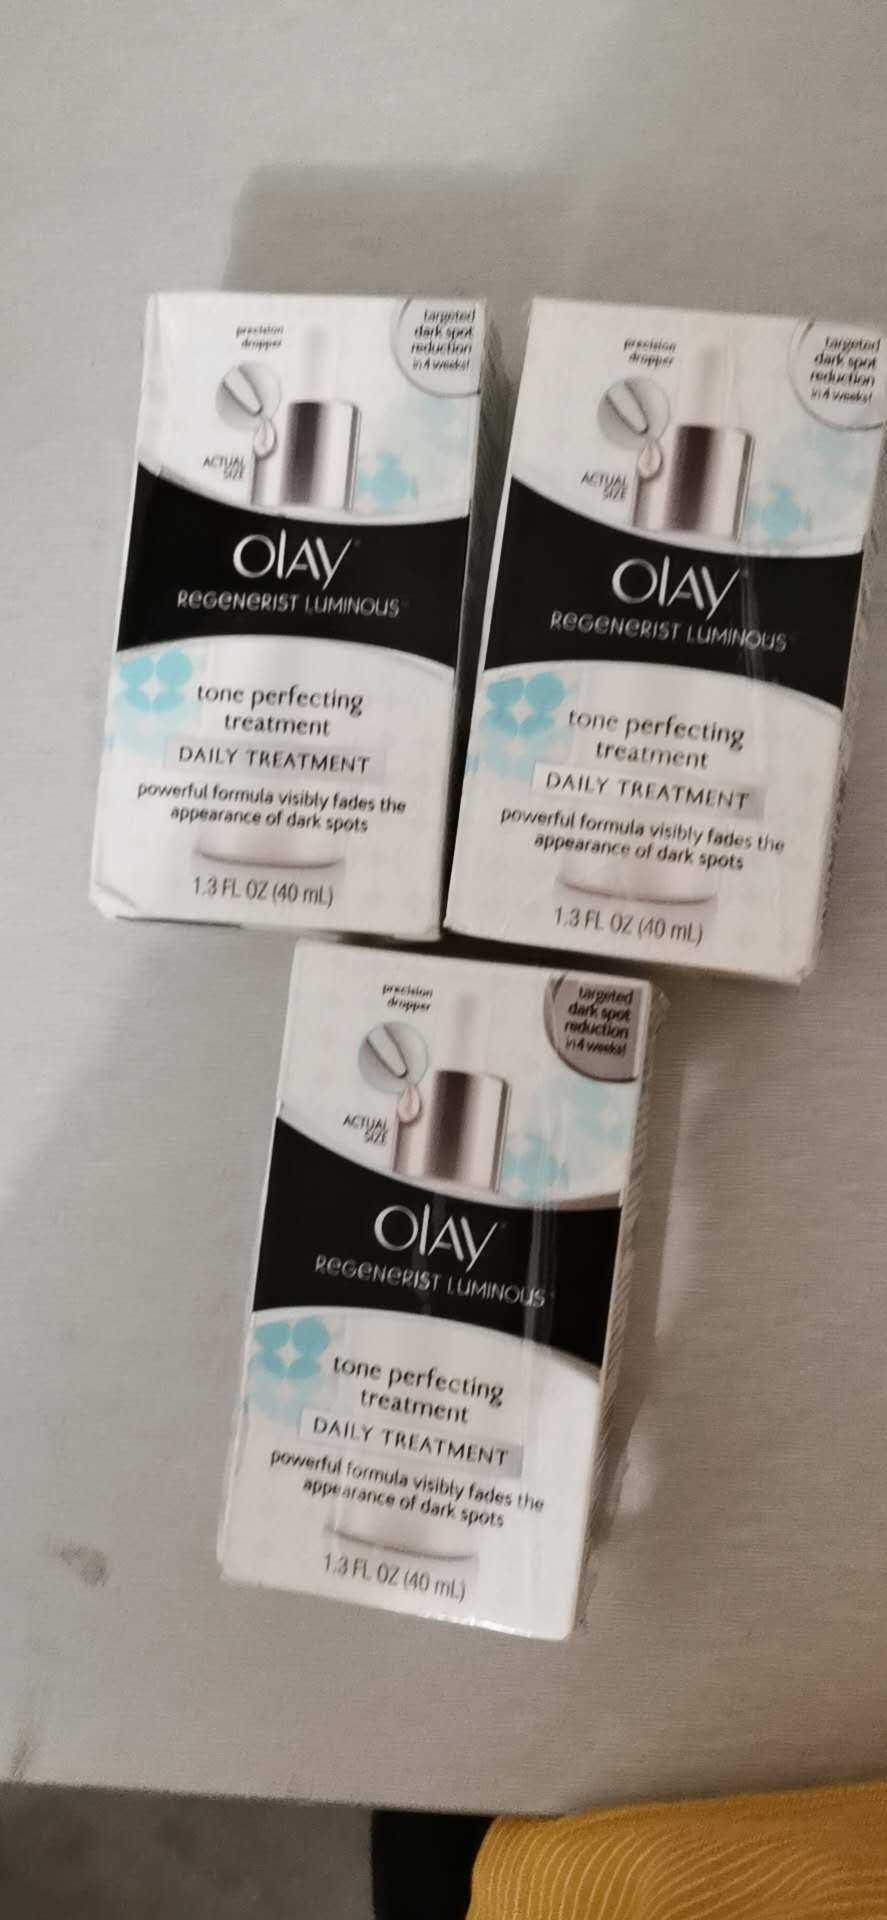 precision
dropper
targeted
dark spot
reduction
in 4 weeks!
ACTUAL
SIZE
OLAY
REGENERIST LUMINOUS
tone perfecting
treatment
DAILY TREATMENT
powerful formula visibly fades the
appearance of dark spots
1.3 FL OZ (40 mL)
precision
dropper
targeted
dark spot
reduction
in 4 weeks!
ACTUAL
SIZE
OLAY
REGENERIST LUMINOUS
tone perfecting
treatment
DAILY TREATMENT
powerful formula visibly fades the
appearance of dark spots
1.3 FL OZ (40 mL)
precision
dropper
targeted
dark spot
reduction
in 4 weeks!
ACTUAL
SIZE
OLAY
REGENERIST LUMINOUS
tone perfecting
treatment
DAILY TREATMENT
powerful formula visibly fades the
appearance of dark spots
1.3 FL OZ (40 mL)